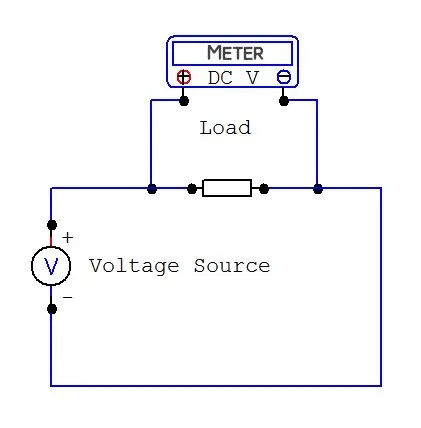 METER
+ DC V −
Load
+
V Voltage Source
−